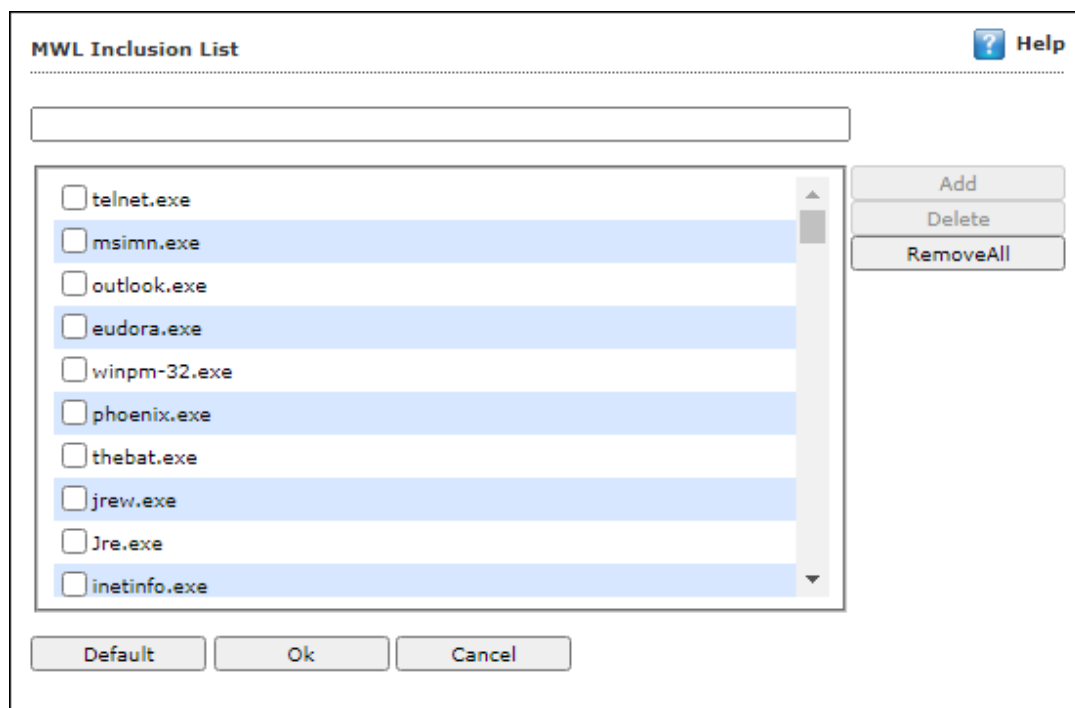 MWL Inclusion List
? Help
telnet.exe
msimn.exe
outlook.exe
eudora.exe
winpm-32.exe
phoenix.exe
thebat.exe
jrew.exe
Jre.exe
inetinfo.exe
Add
Delete
RemoveAll
Default Ok Cancel